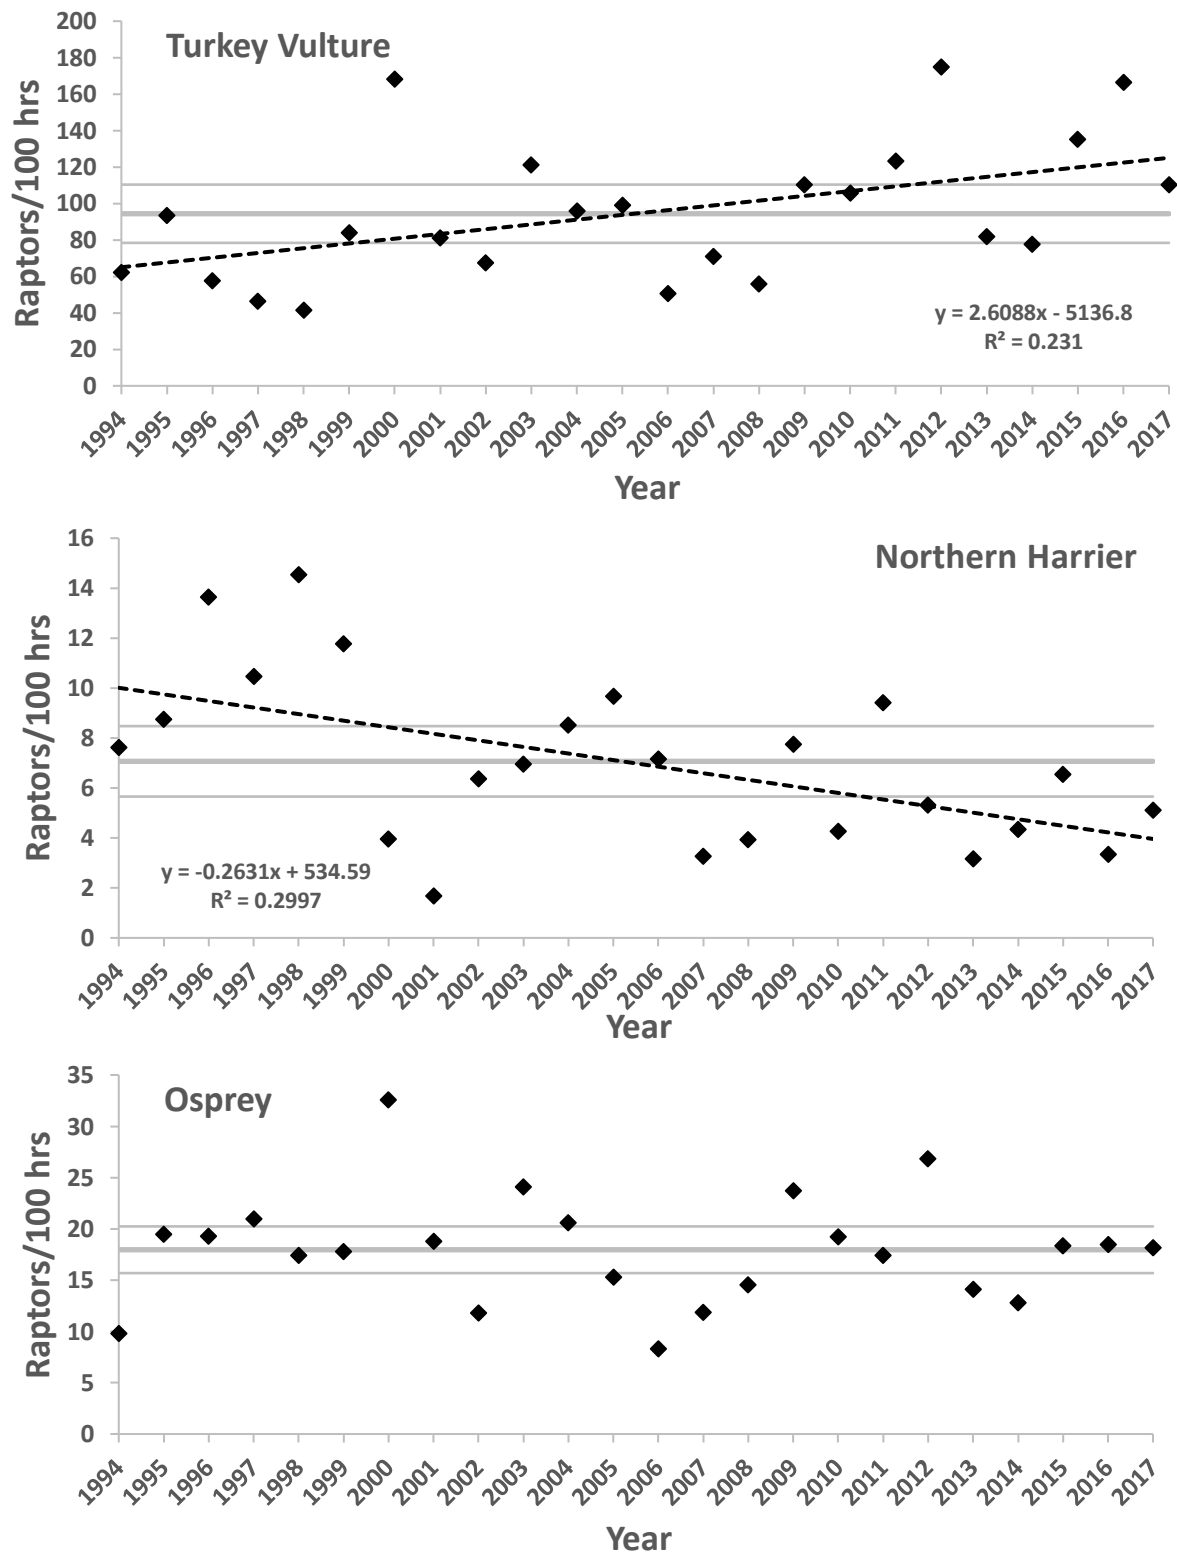 Turkey Vulture
Raptors/100 hrs
200
180
160
140
120
100
80
60
40
20
0
y = 2.6088x - 5136.8
R² = 0.231
1994 1995 1996 1997 1998 1999 2000 2001 2002 2003 2004 2005 2006 2007 2008 2009 2010 2011 2012 2013 2014 2015 2016 2017
Year
Northern Harrier
Raptors/100 hrs
16
14
12
10
8
6
4
2
0
y = -0.2631x + 534.59
R² = 0.2997
1994 1995 1996 1997 1998 1999 2000 2001 2002 2003 2004 2005 2006 2007 2008 2009 2010 2011 2012 2013 2014 2015 2016 2017
Year
Osprey
Raptors/100 hrs
35
30
25
20
15
10
5
0
1994 1995 1996 1997 1998 1999 2000 2001 2002 2003 2004 2005 2006 2007 2008 2009 2010 2011 2012 2013 2014 2015 2016 2017
Year